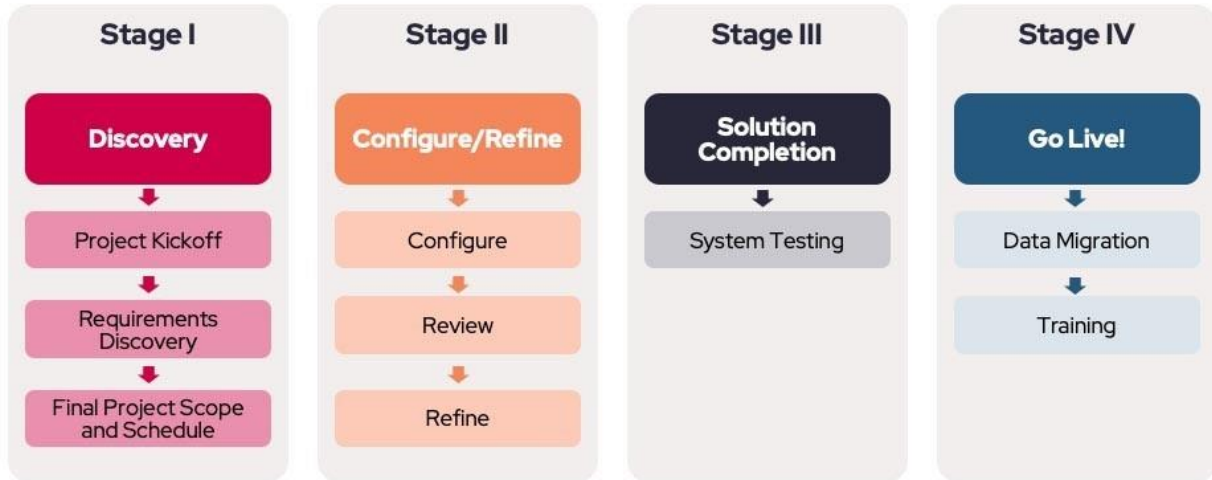 Stage I
Discovery
Project Kickoff
Requirements
Discovery
Final Project Scope
and Schedule
Stage II
Configure/Refine
Configure
Review
Refine
Stage III
Solution
Completion
System Testing
Stage IV
Go Live!
Data Migration
Training